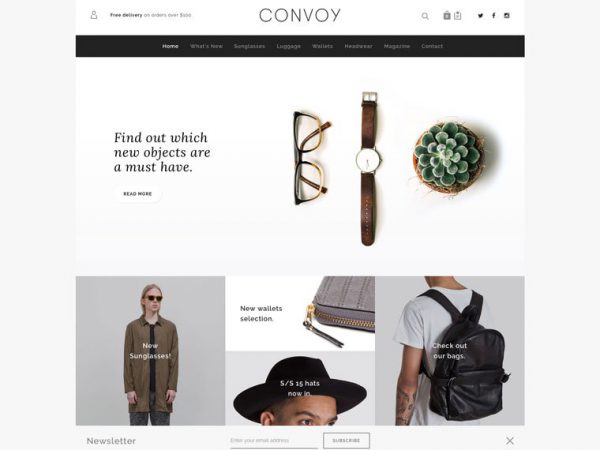 Free delivery on orders over $100.
CONVOY
Home What's New Sunglasses Luggage Wallets Headwear Magazine Contact
Find out which
new objects are
a must have.
READ MORE
New
Sunglasses!
New wallets
selection.
S/S 15 hats
now in.
Check out
our bags.
Newsletter Enter your email address SUBSCRIBE